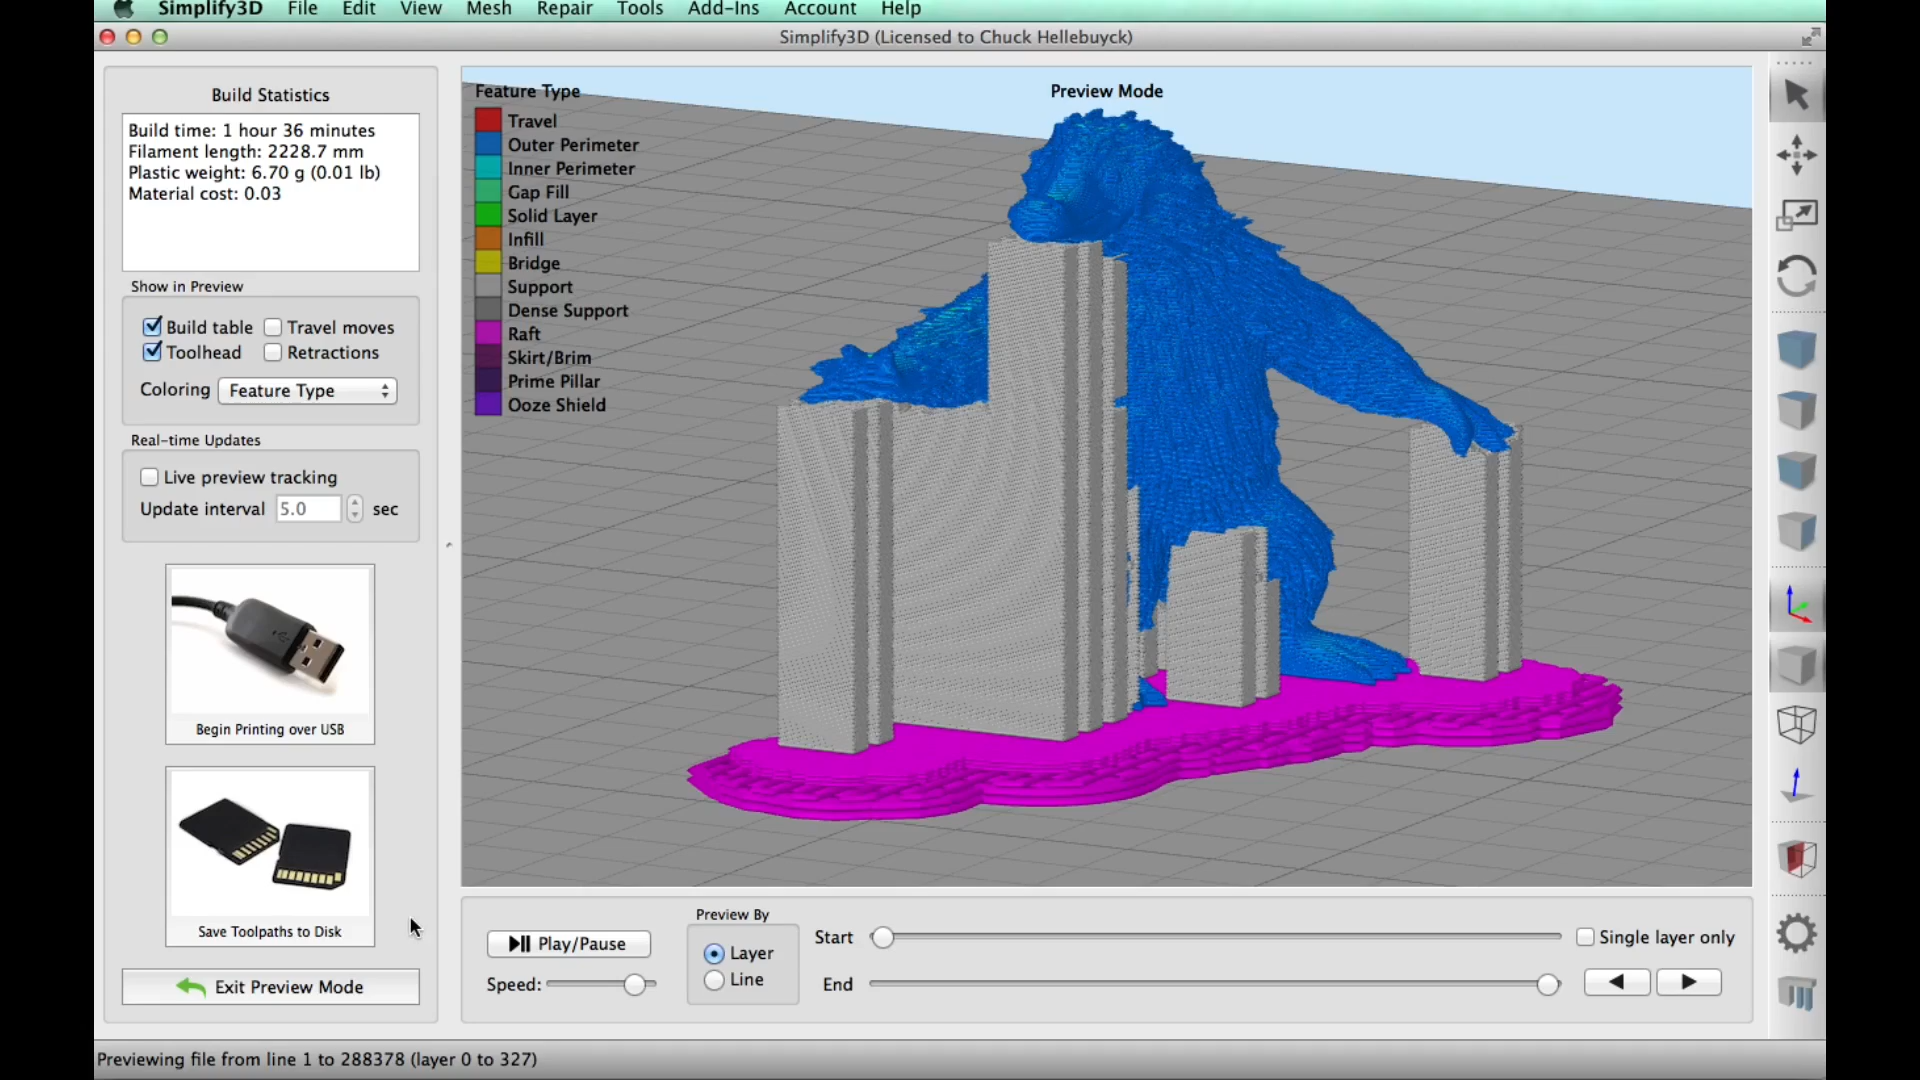 Simplify3D File Edit View Mesh Repair Tools Add-Ins Account Help
Simplify3D (Licensed to Chuck Hellebuyck)
Build Statistics
Build time: 1 hour 36 minutes
Filament length: 2228.7 mm
Plastic weight: 6.70 g (0.01 lb)
Material cost: 0.03
Show in Preview
Build table Travel moves
Toolhead Retractions
Coloring Feature Type
Real-time Updates
Live preview tracking
Update interval 5.0 sec
Begin Printing over USB
Save Toolpaths to Disk
Exit Preview Mode
Feature Type
Travel
Outer Perimeter
Inner Perimeter
Gap Fill
Solid Layer
Infill
Bridge
Support
Dense Support
Raft
Skirt/Brim
Prime Pillar
Ooze Shield
Preview Mode
Play/Pause
Speed:
Preview By
Layer
Line
Start
End
Single layer only
Previewing file from line 1 to 288378 (layer 0 to 327)